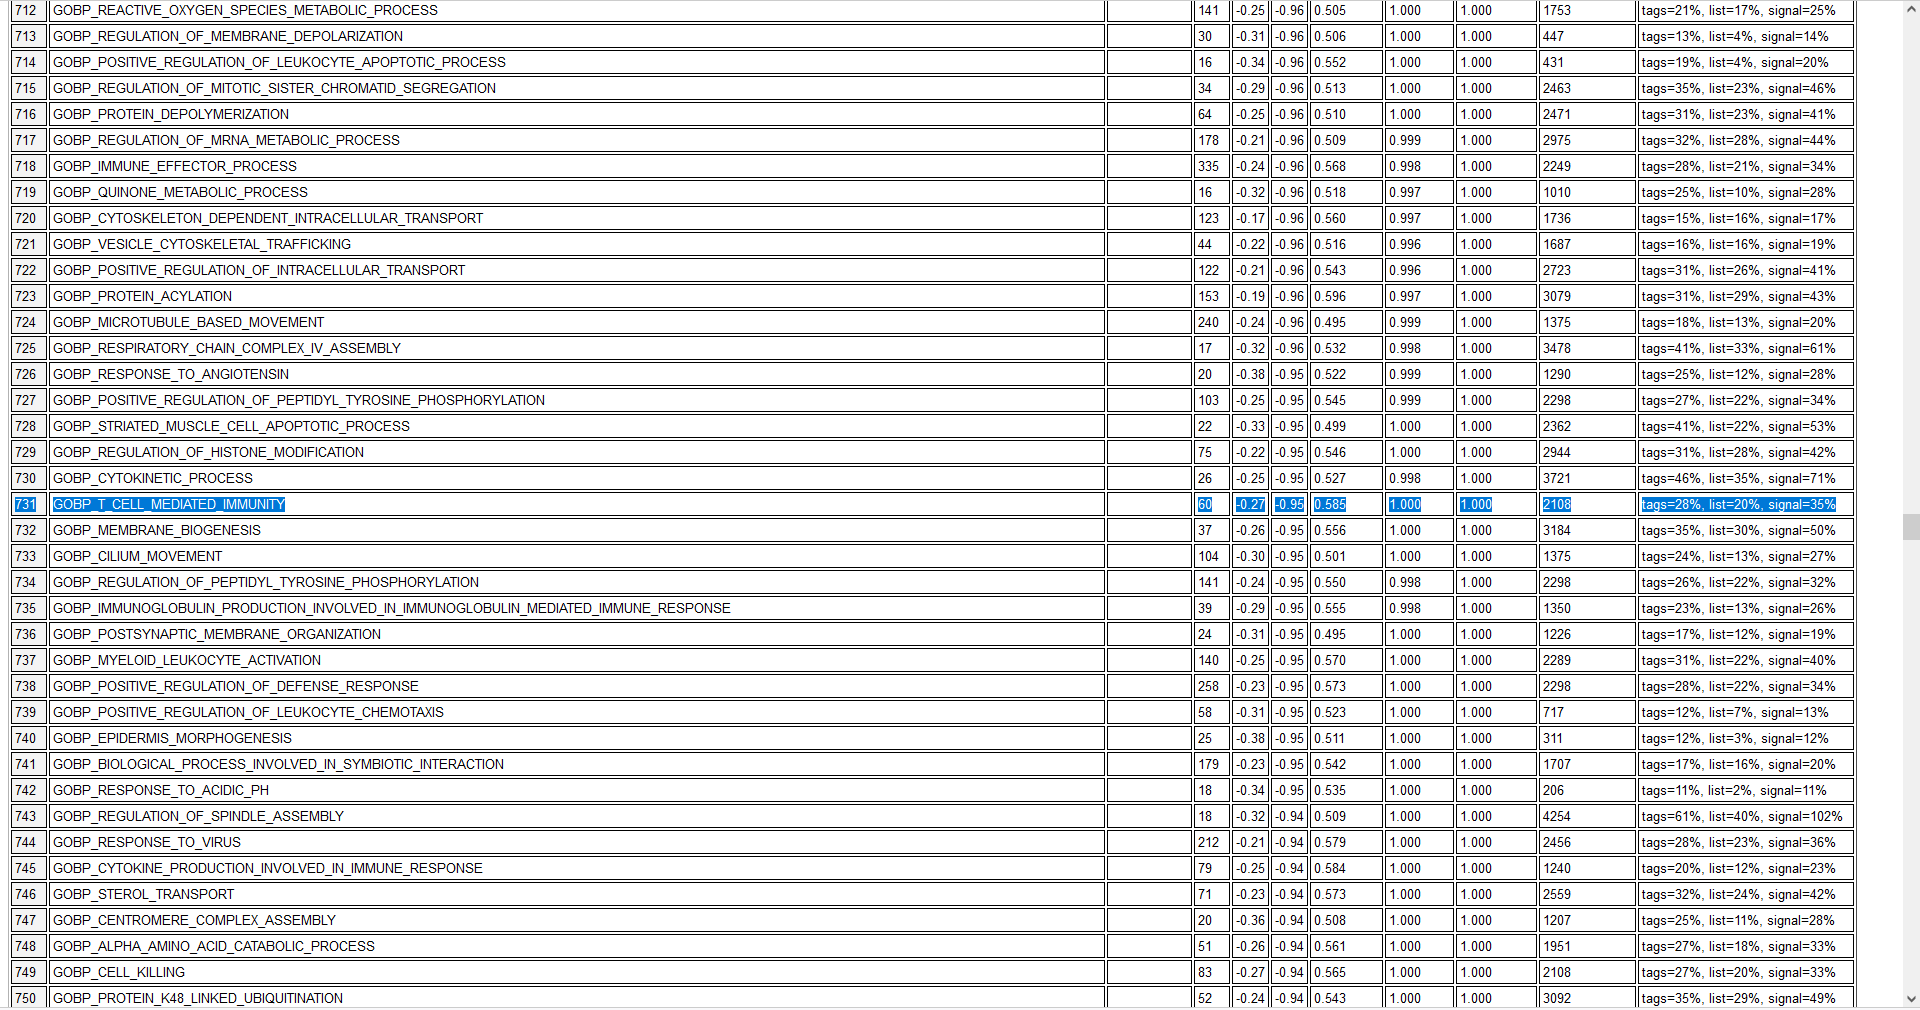 712 GOBP_REACTIVE_OXYGEN_SPECIES_METABOLIC_PROCESS 141 -0.25 -0.96 0.505 1.000 1.000 1753 tags=21%, list=17%, signal=25%
713 GOBP_REGULATION_OF_MEMBRANE_DEPOLARIZATION 30 -0.31 -0.96 0.506 1.000 1.000 447 tags=13%, list=4%, signal=14%
714 GOBP_POSITIVE_REGULATION_OF_LEUKOCYTE_APOPTOTIC_PROCESS 16 -0.34 -0.96 0.552 1.000 1.000 431 tags=19%, list=4%, signal=20%
715 GOBP_REGULATION_OF_MITOTIC_SISTER_CHROMATID_SEGREGATION 34 -0.29 -0.96 0.513 1.000 1.000 2463 tags=35%, list=23%, signal=46%
716 GOBP_PROTEIN_DEPOLYMERIZATION 64 -0.25 -0.96 0.510 1.000 1.000 2471 tags=31%, list=23%, signal=41%
717 GOBP_REGULATION_OF_MRNA_METABOLIC_PROCESS 178 -0.21 -0.96 0.509 0.999 1.000 2975 tags=32%, list=28%, signal=44%
718 GOBP_IMMUNE_EFFECTOR_PROCESS 335 -0.24 -0.96 0.568 0.998 1.000 2249 tags=28%, list=21%, signal=34%
719 GOBP_QUINONE_METABOLIC_PROCESS 16 -0.32 -0.96 0.518 0.997 1.000 1010 tags=25%, list=10%, signal=28%
720 GOBP_CYTOSKELETON_DEPENDENT_INTRACELLULAR_TRANSPORT 123 -0.17 -0.96 0.560 0.997 1.000 1736 tags=15%, list=16%, signal=17%
721 GOBP_VESICLE_CYTOSKELETAL_TRAFFICKING 44 -0.22 -0.96 0.516 0.996 1.000 1687 tags=16%, list=16%, signal=19%
722 GOBP_POSITIVE_REGULATION_OF_INTRACELLULAR_TRANSPORT 122 -0.21 -0.96 0.543 0.996 1.000 2723 tags=31%, list=26%, signal=41%
723 GOBP_PROTEIN_ACYLATION 153 -0.19 -0.96 0.596 0.997 1.000 3079 tags=31%, list=29%, signal=43%
724 GOBP_MICROTUBULE_BASED_MOVEMENT 240 -0.24 -0.96 0.495 0.999 1.000 1375 tags=18%, list=13%, signal=20%
725 GOBP_RESPIRATORY_CHAIN_COMPLEX_IV_ASSEMBLY 17 -0.32 -0.96 0.532 0.998 1.000 3478 tags=41%, list=33%, signal=61%
726 GOBP_RESPONSE_TO_ANGIOTENSIN 20 -0.38 -0.95 0.522 0.999 1.000 1290 tags=25%, list=12%, signal=28%
727 GOBP_POSITIVE_REGULATION_OF_PEPTIDYL_TYROSINE_PHOSPHORYLATION 103 -0.25 -0.95 0.545 0.999 1.000 2298 tags=27%, list=22%, signal=34%
728 GOBP_STRIATED_MUSCLE_CELL_APOPTOTIC_PROCESS 22 -0.33 -0.95 0.499 1.000 1.000 2362 tags=41%, list=22%, signal=53%
729 GOBP_REGULATION_OF_HISTONE_MODIFICATION 75 -0.22 -0.95 0.546 1.000 1.000 2944 tags=31%, list=28%, signal=42%
730 GOBP_CYTOKINETIC_PROCESS 26 -0.25 -0.95 0.527 0.998 1.000 3721 tags=46%, list=35%, signal=71%
731 GOBP_T_CELL_MEDIATED_IMMUNITY 60 -0.27 -0.95 0.585 1.000 1.000 2108 tags=28%, list=20%, signal=35%
732 GOBP_MEMBRANE_BIOGENESIS 37 -0.26 -0.95 0.556 1.000 1.000 3184 tags=35%, list=30%, signal=50%
733 GOBP_CILIUM_MOVEMENT 104 -0.30 -0.95 0.501 1.000 1.000 1375 tags=24%, list=13%, signal=27%
734 GOBP_REGULATION_OF_PEPTIDYL_TYROSINE_PHOSPHORYLATION 141 -0.24 -0.95 0.550 0.998 1.000 2298 tags=26%, list=22%, signal=32%
735 GOBP_IMMUNOGLOBULIN_PRODUCTION_INVOLVED_IN_IMMUNOGLOBULIN_MEDIATED_IMMUNE_RESPONSE 39 -0.29 -0.95 0.555 0.998 1.000 1350 tags=23%, list=13%, signal=26%
736 GOBP_POSTSYNAPTIC_MEMBRANE_ORGANIZATION 24 -0.31 -0.95 0.495 1.000 1.000 1226 tags=17%, list=12%, signal=19%
737 GOBP_MYELOID_LEUKOCYTE_ACTIVATION 140 -0.25 -0.95 0.570 1.000 1.000 2289 tags=31%, list=22%, signal=40%
738 GOBP_POSITIVE_REGULATION_OF_DEFENSE_RESPONSE 258 -0.23 -0.95 0.573 1.000 1.000 2298 tags=28%, list=22%, signal=34%
739 GOBP_POSITIVE_REGULATION_OF_LEUKOCYTE_CHEMOTAXIS 58 -0.31 -0.95 0.523 1.000 1.000 717 tags=12%, list=7%, signal=13%
740 GOBP_EPIDERMIS_MORPHOGENESIS 25 -0.38 -0.95 0.511 1.000 1.000 311 tags=12%, list=3%, signal=12%
741 GOBP_BIOLOGICAL_PROCESS_INVOLVED_IN_SYMBIOTIC_INTERACTION 179 -0.23 -0.95 0.542 1.000 1.000 1707 tags=17%, list=16%, signal=20%
742 GOBP_RESPONSE_TO_ACIDIC_PH 18 -0.34 -0.95 0.535 1.000 1.000 206 tags=11%, list=2%, signal=11%
743 GOBP_REGULATION_OF_SPINDLE_ASSEMBLY 18 -0.32 -0.94 0.509 1.000 1.000 4254 tags=61%, list=40%, signal=102%
744 GOBP_RESPONSE_TO_VIRUS 212 -0.21 -0.94 0.579 1.000 1.000 2456 tags=28%, list=23%, signal=36%
745 GOBP_CYTOKINE_PRODUCTION_INVOLVED_IN_IMMUNE_RESPONSE 79 -0.25 -0.94 0.584 1.000 1.000 1240 tags=20%, list=12%, signal=23%
746 GOBP_STEROL_TRANSPORT 71 -0.23 -0.94 0.573 1.000 1.000 2559 tags=32%, list=24%, signal=42%
747 GOBP_CENTROMERE_COMPLEX_ASSEMBLY 20 -0.36 -0.94 0.508 1.000 1.000 1207 tags=25%, list=11%, signal=28%
748 GOBP_ALPHA_AMINO_ACID_CATABOLIC_PROCESS 51 -0.26 -0.94 0.561 1.000 1.000 1951 tags=27%, list=18%, signal=33%
749 GOBP_CELL_KILLING 83 -0.27 -0.94 0.565 1.000 1.000 2108 tags=27%, list=20%, signal=33%
750 GOBP_PROTEIN_K48_LINKED_UBIQUITINATION 52 -0.24 -0.94 0.543 1.000 1.000 3092 tags=35%, list=29%, signal=49%